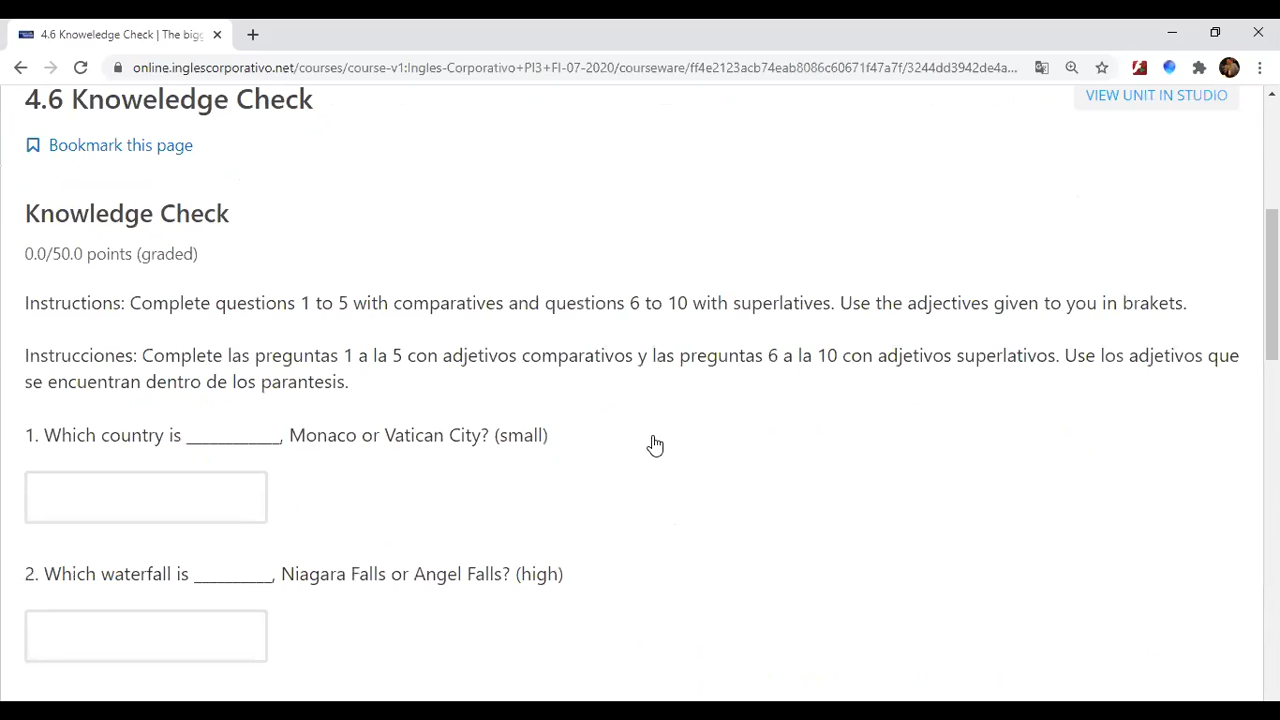 4.6 Knoweledge Check | The bigg
online.inglescorporativo.net/courses/course-v1:Ingles-Corporativo+PI3+FI-07-2020/courseware/ff4e2123acb74eab8086c60671f47a7f/3244dd3942de4a...
4.6 Knoweledge Check
VIEW UNIT IN STUDIO
Bookmark this page
Knowledge Check
0.0/50.0 points (graded)
Instructions: Complete questions 1 to 5 with comparatives and questions 6 to 10 with superlatives. Use the adjectives given to you in brakets.
Instrucciones: Complete las preguntas 1 a la 5 con adjetivos comparativos y las preguntas 6 a la 10 con adjetivos superlativos. Use los adjetivos que
se encuentran dentro de los parantesis.
1. Which country is ____________, Monaco or Vatican City? (small)
2. Which waterfall is __________, Niagara Falls or Angel Falls? (high)